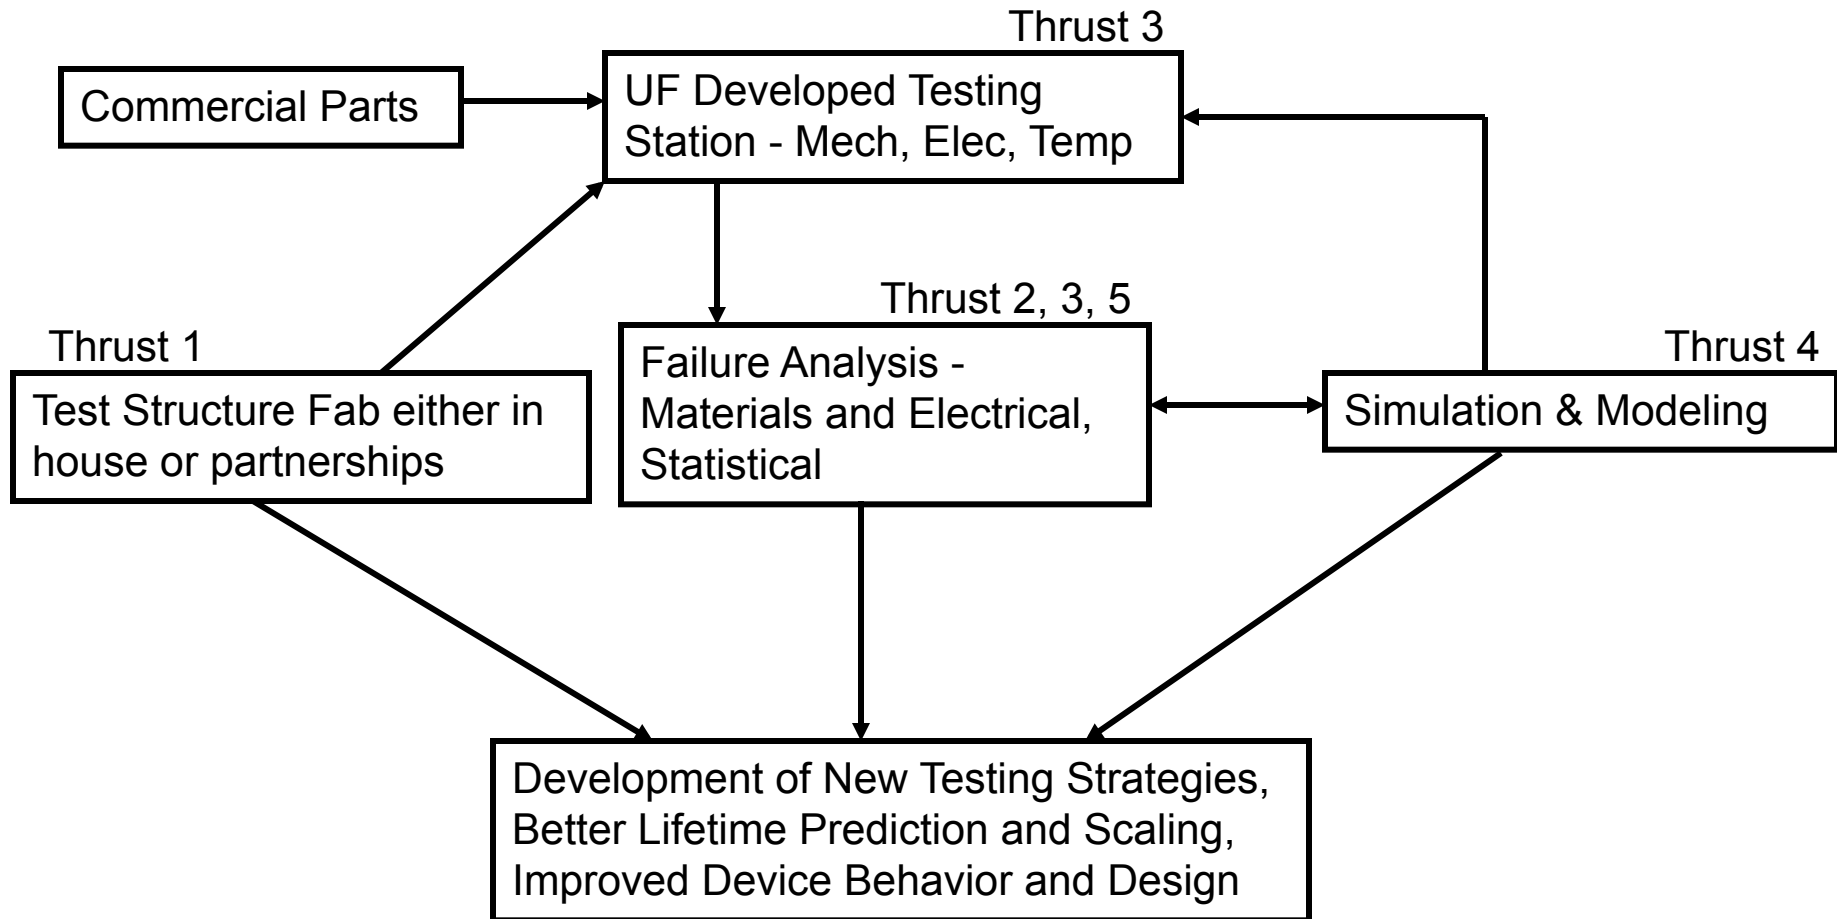 Thrust 3
Commercial Parts
UF Developed Testing
Station - Mech, Elec, Temp
Thrust 2, 3, 5
Failure Analysis -
Materials and Electrical,
Statistical
Thrust 1
Test Structure Fab either in
house or partnerships
Thrust 4
Simulation & Modeling
Development of New Testing Strategies,
Better Lifetime Prediction and Scaling,
Improved Device Behavior and Design